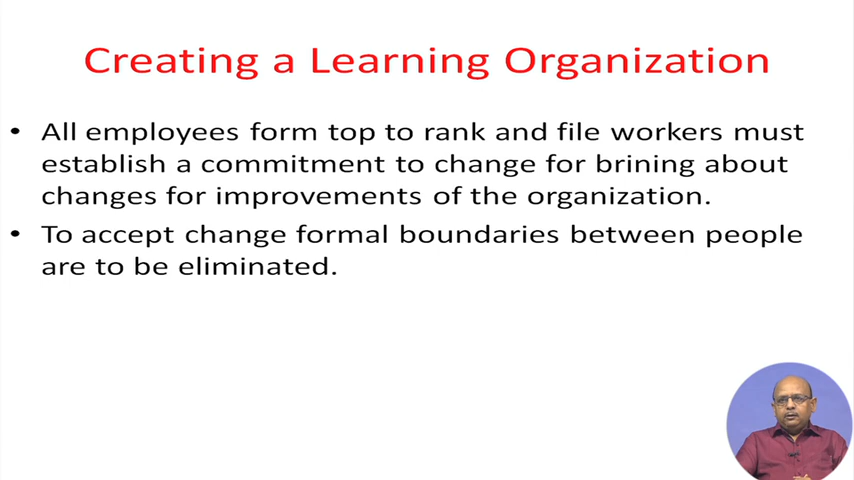 Creating a Learning Organization
• All employees form top to rank and file workers must
establish a commitment to change for brining about
changes for improvements of the organization.
• To accept change formal boundaries between people
are to be eliminated.